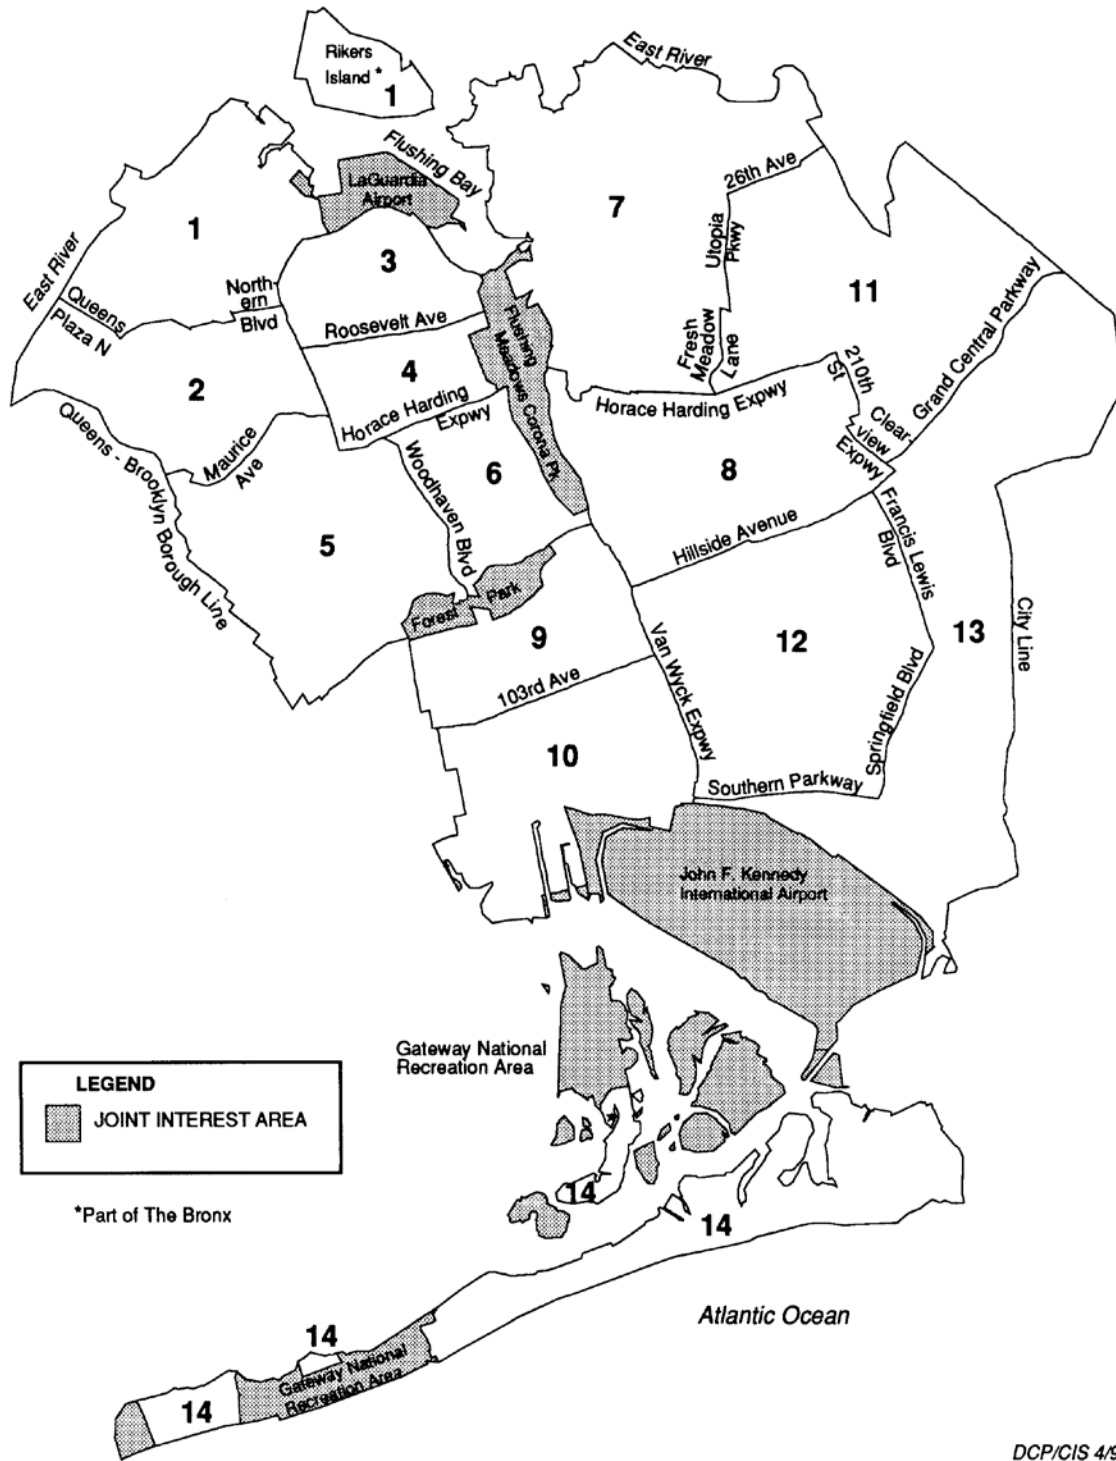 East River
Rikers
Island *
1
Flushing Bay
LaGuardia
Airport
26th Ave
7
1
Utopia
Pkwy
3
11
East River
North-
ern
Blvd
Queens
Plaza N
Roosevelt Ave
Flushing
Meadows Corona Pk
Fresh
Meadow
Lane
210th
St
Grand Central Parkway
4
2
Horace Harding
Expwy
Horace Harding Expwy
Clear-
view
Expwy
Queens - Brooklyn Borough Line
Maurice
Ave
Woodhaven Blvd
6
8
5
Hillside Avenue
Francis Lewis
Blvd
Forest
Park
9
12
13
City Line
103rd Ave
Van Wyck Expwy
Springfield Blvd
10
Southern Parkway
John F. Kennedy
International Airport
Gateway National
Recreation Area
LEGEND
JOINT INTEREST AREA
*Part of The Bronx
*
14
14
Atlantic Ocean
14
Gateway National
Recreation Area
14
DCP/CIS 4/9